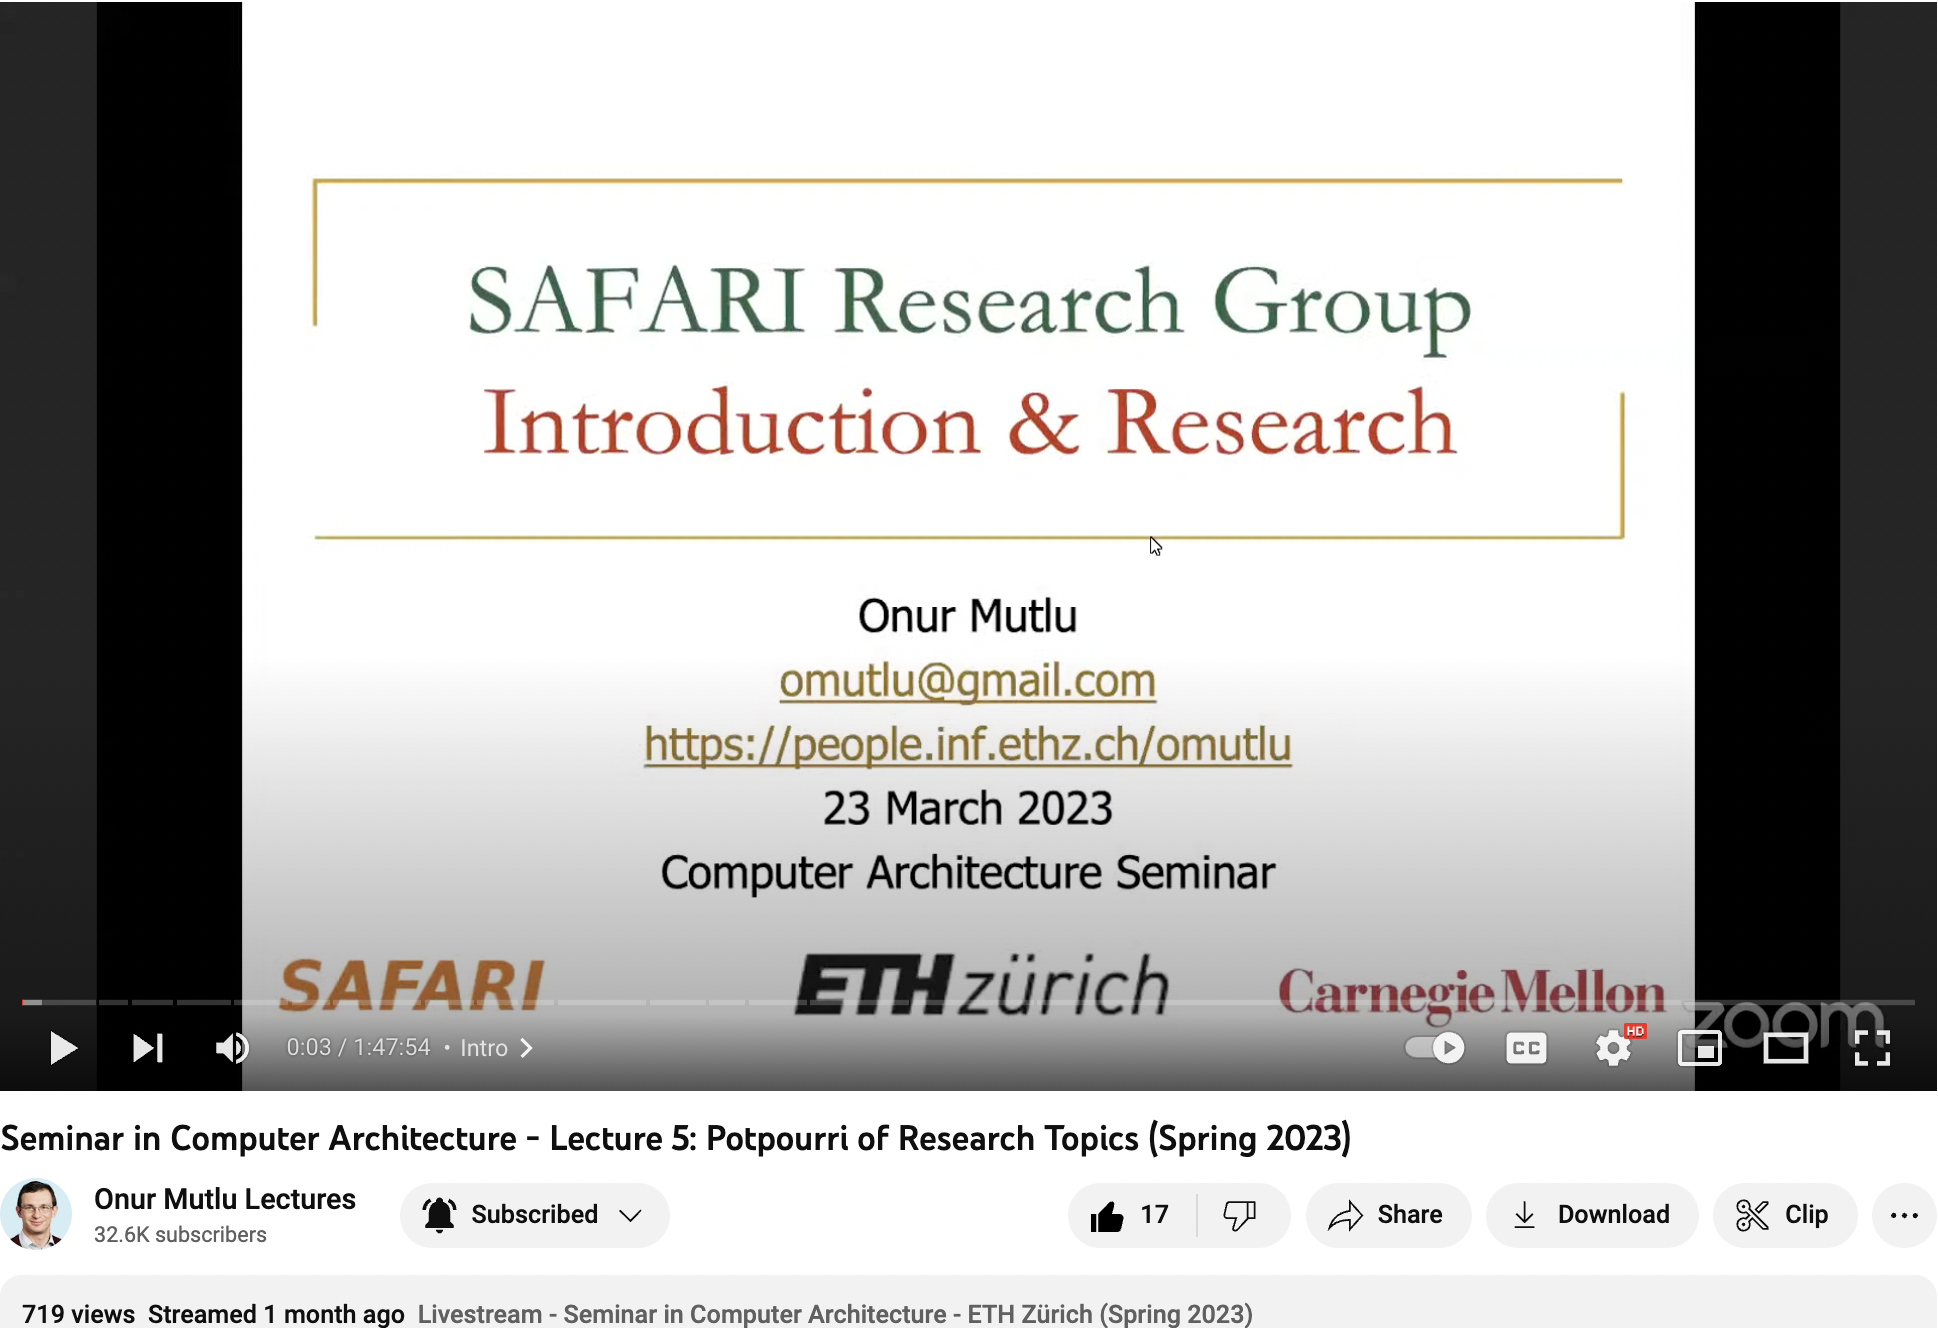 SAFARI Research Group
Introduction & Research
Onur Mutlu
omutlu@gmail.com
https://people.inf.ethz.ch/omutlu
23 March 2023
Computer Architecture Seminar
SAFARI ETH zürich Carnegie Mellon
zoom
0:03 / 1:47:54 • Intro CC HD
Seminar in Computer Architecture - Lecture 5: Potpourri of Research Topics (Spring 2023)
Onur Mutlu Lectures
32.6K subscribers
Subscribed 17 Share Download Clip
719 views Streamed 1 month ago Livestream - Seminar in Computer Architecture - ETH Zürich (Spring 2023)